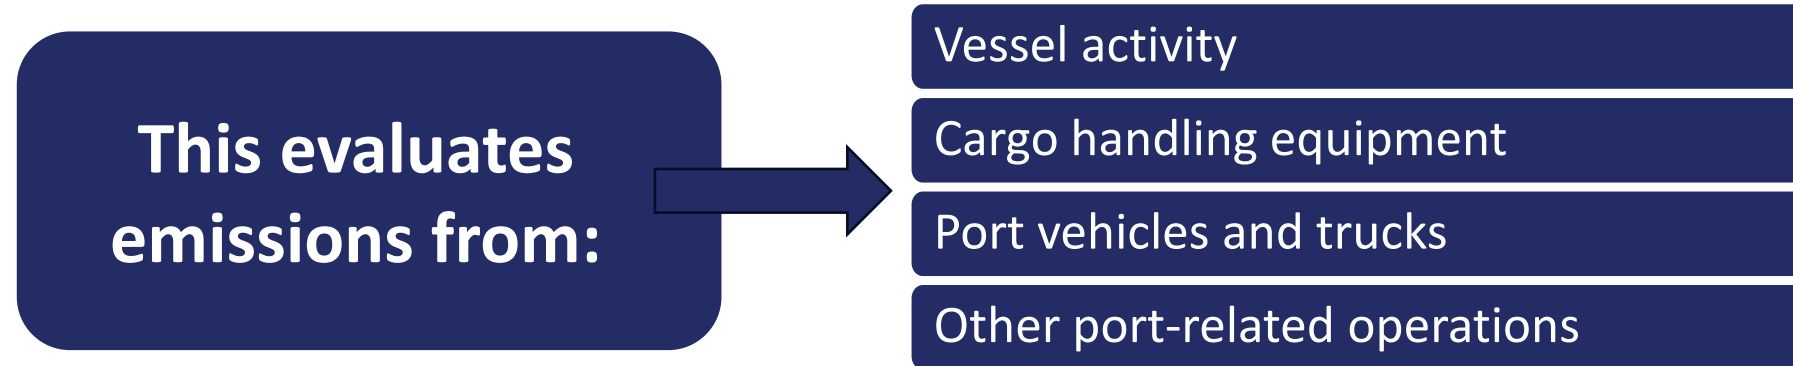 This evaluates
emissions from:
Vessel activity
Cargo handling equipment
Port vehicles and trucks
Other port-related operations